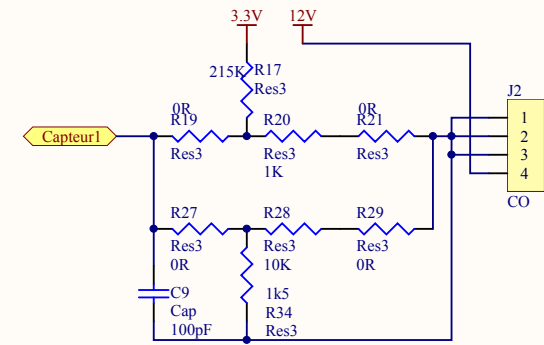 3.3V 12V
215K R17
Res3
0R 0R
R19 R20 R21
Res3 Res3 Res3
1K
Capteur1
J2
1
2
3
4
CO
R27 R28 R29
Res3 Res3 Res3
0R 10K 0R
C9
Cap
100pF
1k5
R34
Res3